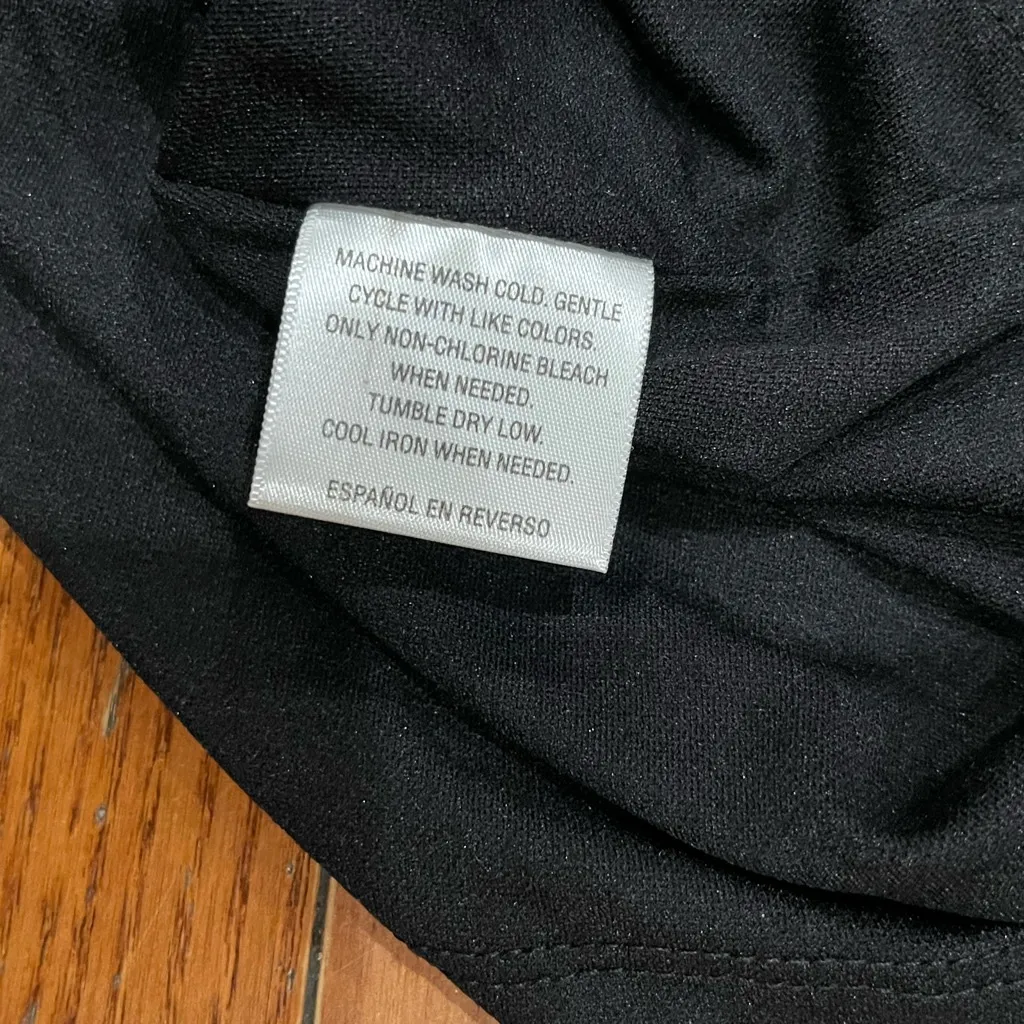 MACHINE WASH COLD. GENTLE
CYCLE WITH LIKE COLORS.
ONLY NON-CHLORINE BLEACH
WHEN NEEDED.
TUMBLE DRY LOW.
COOL IRON WHEN NEEDED.
ESPAÑOL EN REVERSO